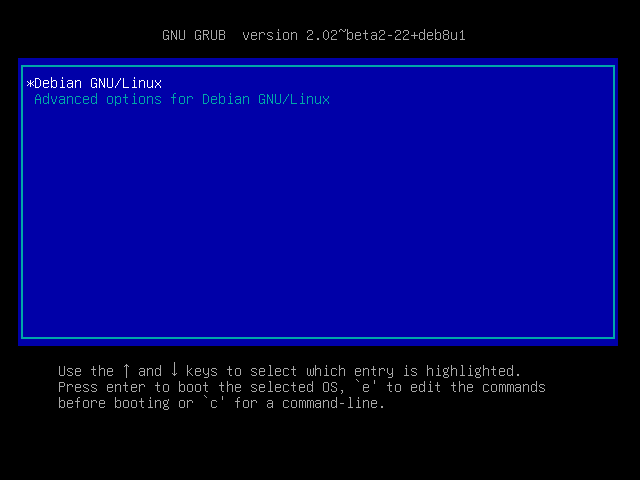 GNU GRUB  version 2.02~beta2-22+deb8u1
*Debian GNU/Linux
Advanced options for Debian GNU/Linux
Use the ↑ and ↓ keys to select which entry is highlighted.
Press enter to boot the selected OS, `e' to edit the commands
before booting or `c' for a command-line.